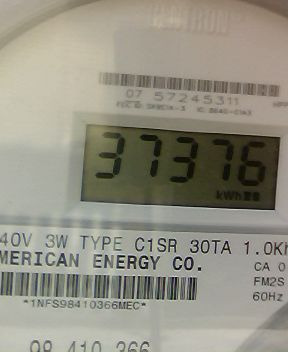 07 57245311
37376
kWh
40V 3W TYPE C1SR 30TA 1.0Kh
MERICAN ENERGY CO.
CA 0
FM2S
60Hz
*1NFS98410366MEC*
98 410 366